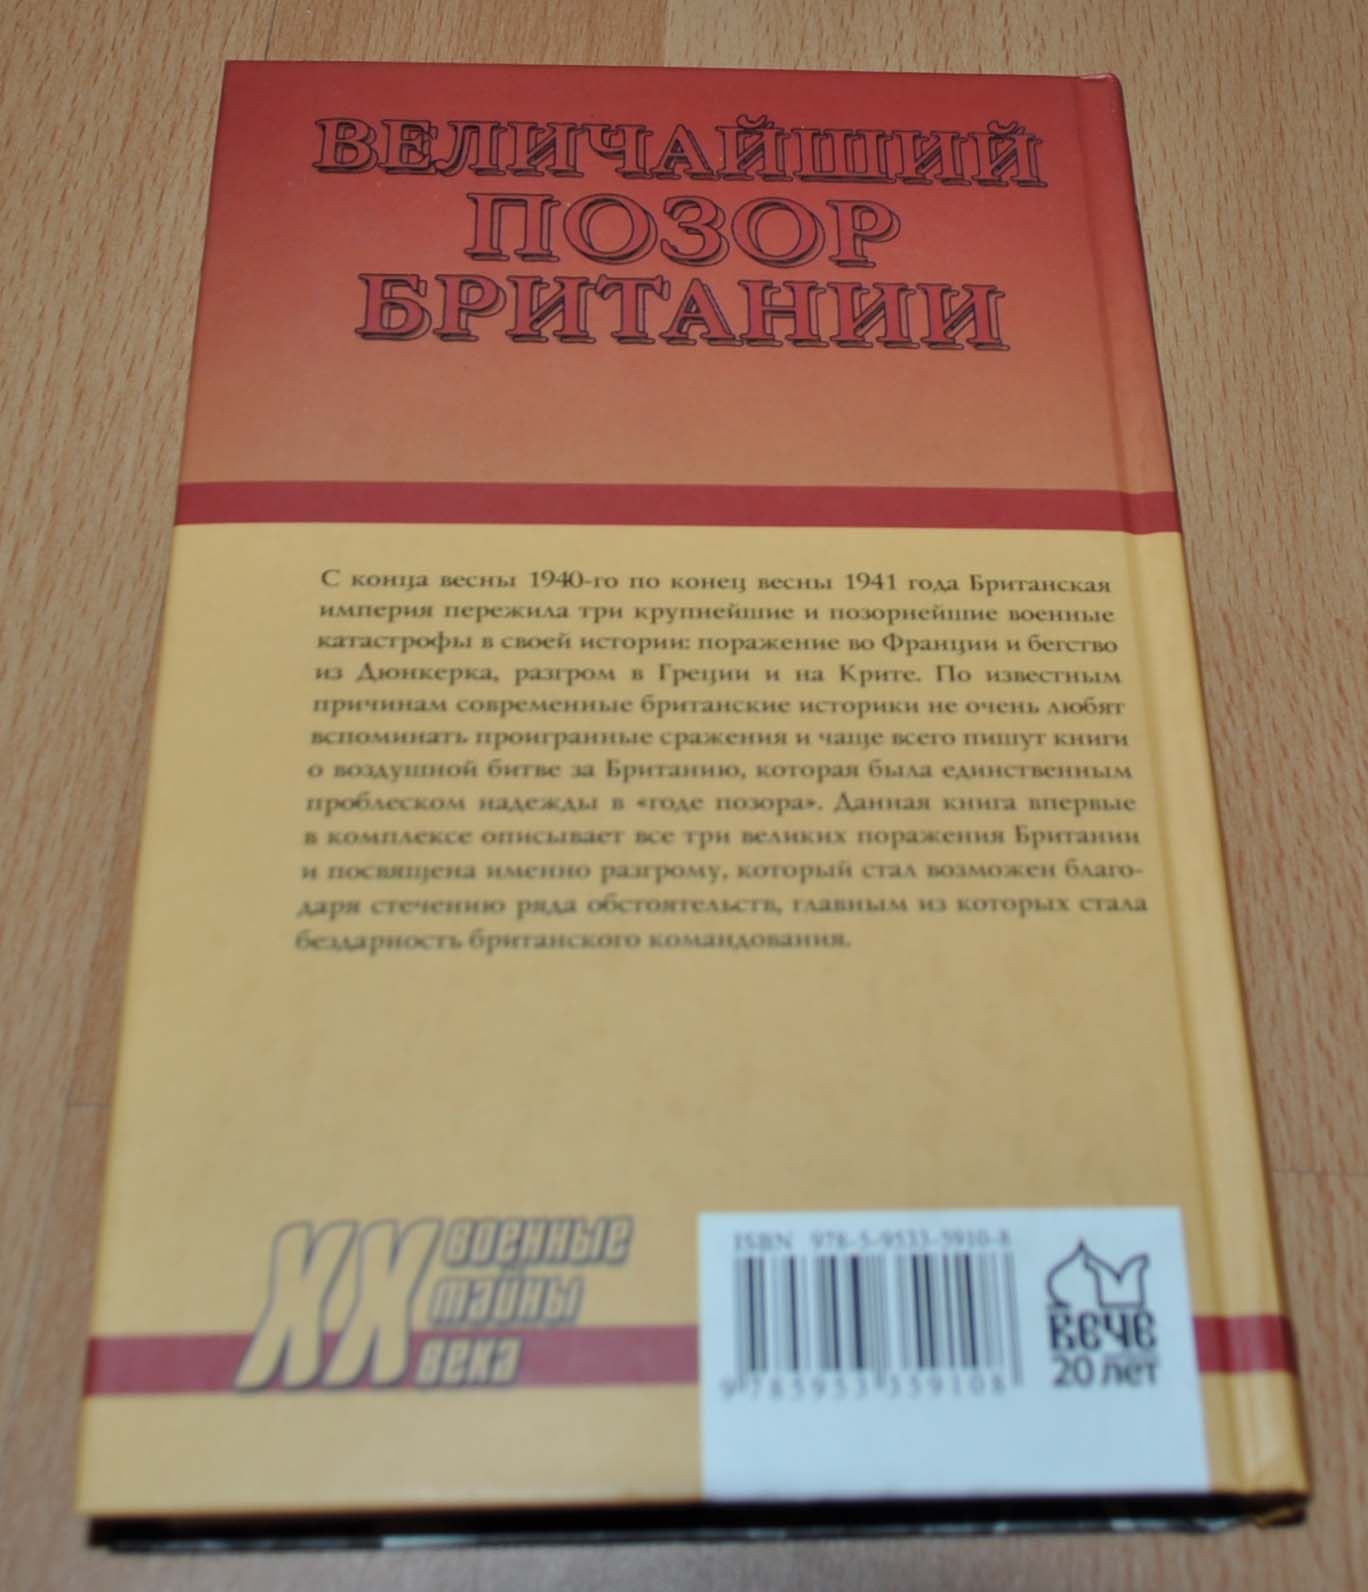 ВЕЛИЧАЙШИЙ
ПОЗОР
БРИТАНИИ
С конца весны 1940-го по конец весны 1941 года Британская
империя пережила три крупнейшие и позорнейшие военные
катастрофы в своей истории: поражение во Франции и бегство
из Дюнкерка, разгром в Греции и на Крите. По известным
причинам современные британские историки не очень любят
вспоминать проигранные сражения и чаще всего пишут книги
о воздушной битве за Британию, которая была единственным
проблеском надежды в «годе позора». Данная книга впервые
в комплексе описывает все три великих поражения Британии
и посвящена именно разгрому, который стал возможен благо-
даря стечению ряда обстоятельств, главным из которых стала
бездарность британского командования.
XX военные
тайны
века
ISBN 978-5-9533-5910-8
9 785953 359108
ВЕЧЕ
20 лет